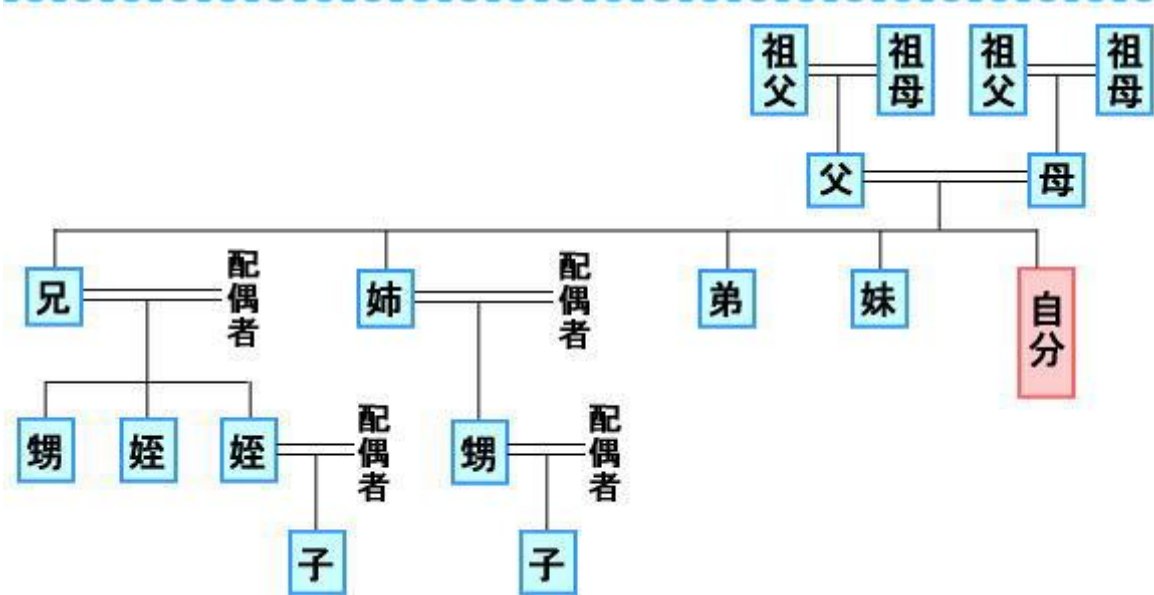 祖父 祖母 祖父 祖母
父 母
兄 配偶者 姉 配偶者 弟 妹 自分
甥 姪 姪 配偶者 甥 配偶者
子 子